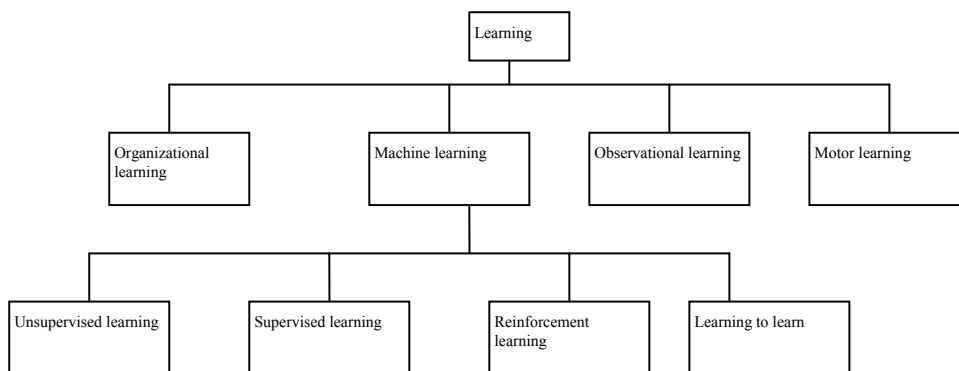 Learning
Organizational
learning
Machine learning
Observational learning
Motor learning
Unsupervised learning
Supervised learning
Reinforcement
learning
Learning to learn